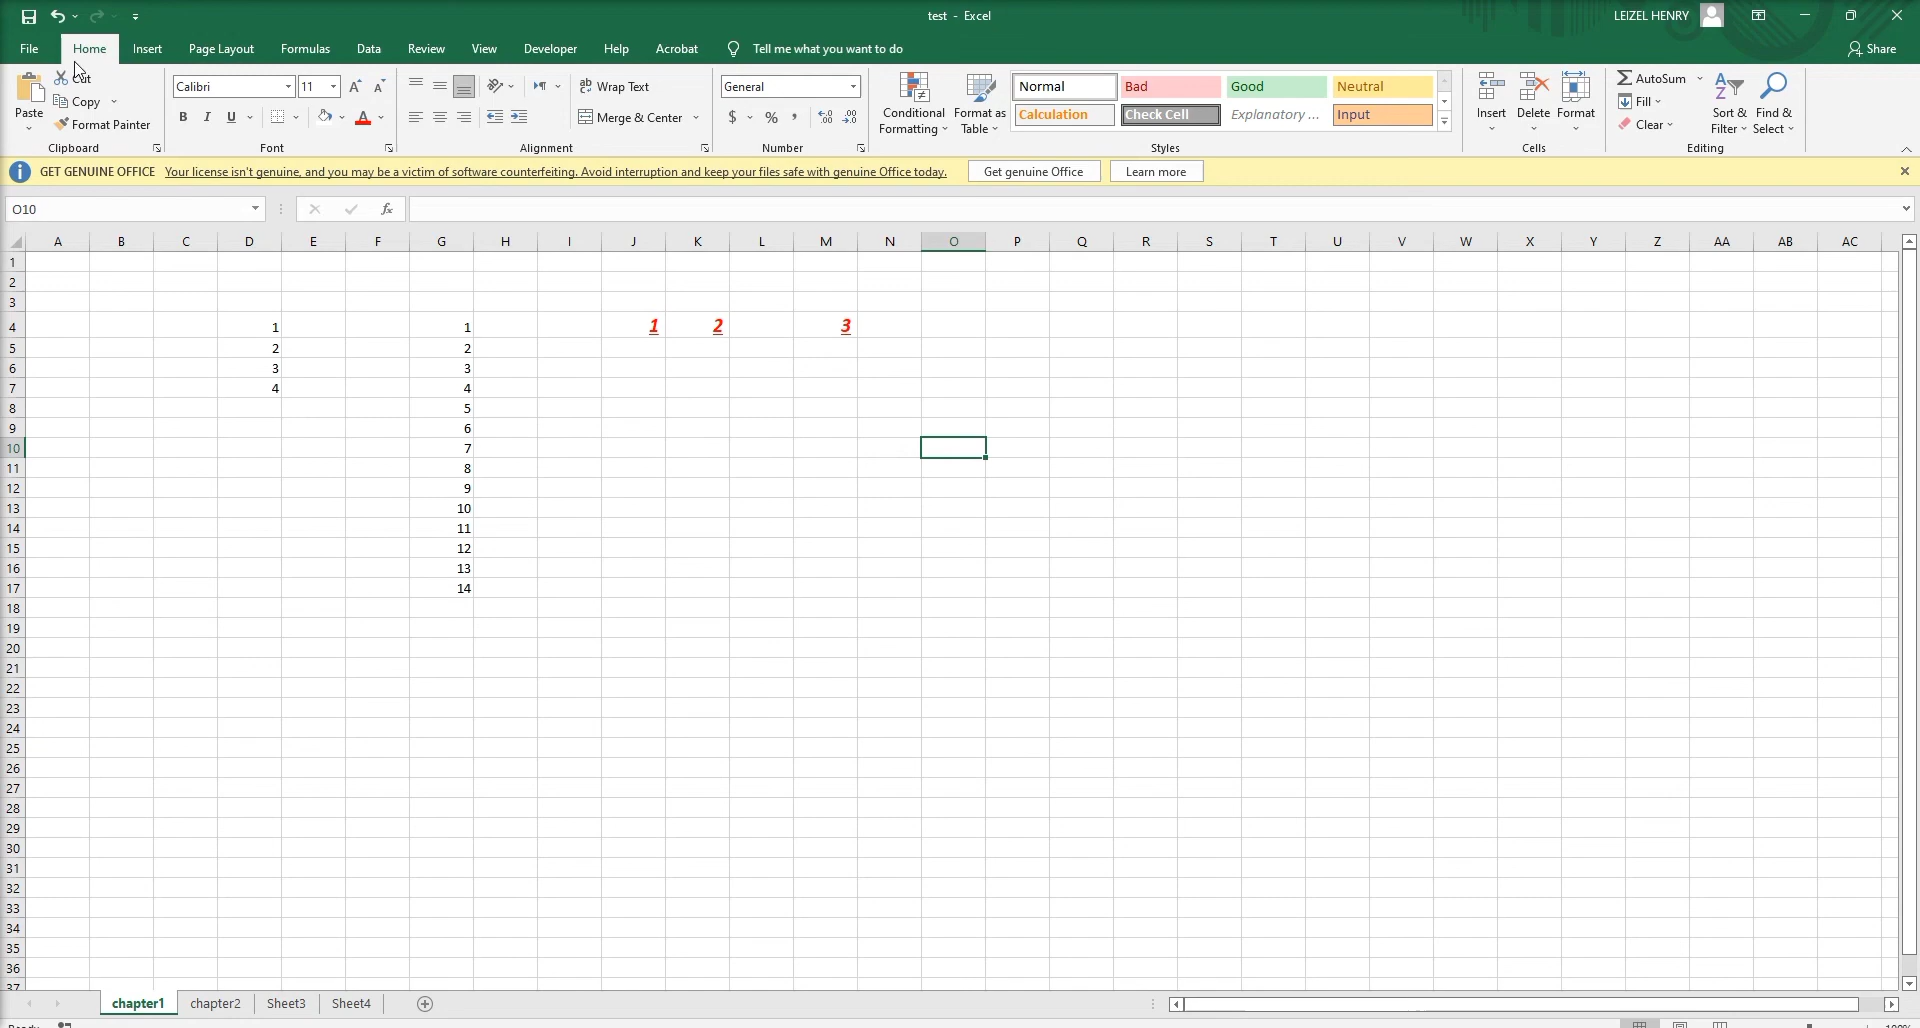 test - Excel
LEIZEL HENRY
File Home Insert Page Layout Formulas Data Review View Developer Help Acrobat Tell me what you want to do Share
Paste
Cut
Copy
Format Painter
Clipboard
Calibri 11
B I U
Font
Wrap Text
Merge & Center
Alignment
General
$ % ,
Number
Conditional Formatting
Format as Table
Normal Bad Good Neutral
Calculation Check Cell Explanatory ... Input
Styles
Insert Delete Format
Cells
AutoSum
Fill
Clear
Sort & Filter
Find & Select
Editing
GET GENUINE OFFICE Your license isn't genuine, and you may be a victim of software counterfeiting. Avoid interruption and keep your files safe with genuine Office today. Get genuine Office Learn more
O10 fx
A B C D E F G H I J K L M N O P Q R S T U V W X Y Z AA AB AC
1
2
3
4 1 1 1 2 3
5 2 2
6 3 3
7 4 4
8 5
9 6
10 7
11 8
12 9
13 10
14 11
15 12
16 13
17 14
18
19
20
21
22
23
24
25
26
27
28
29
30
31
32
33
34
35
36
37
chapter1 chapter2 Sheet3 Sheet4